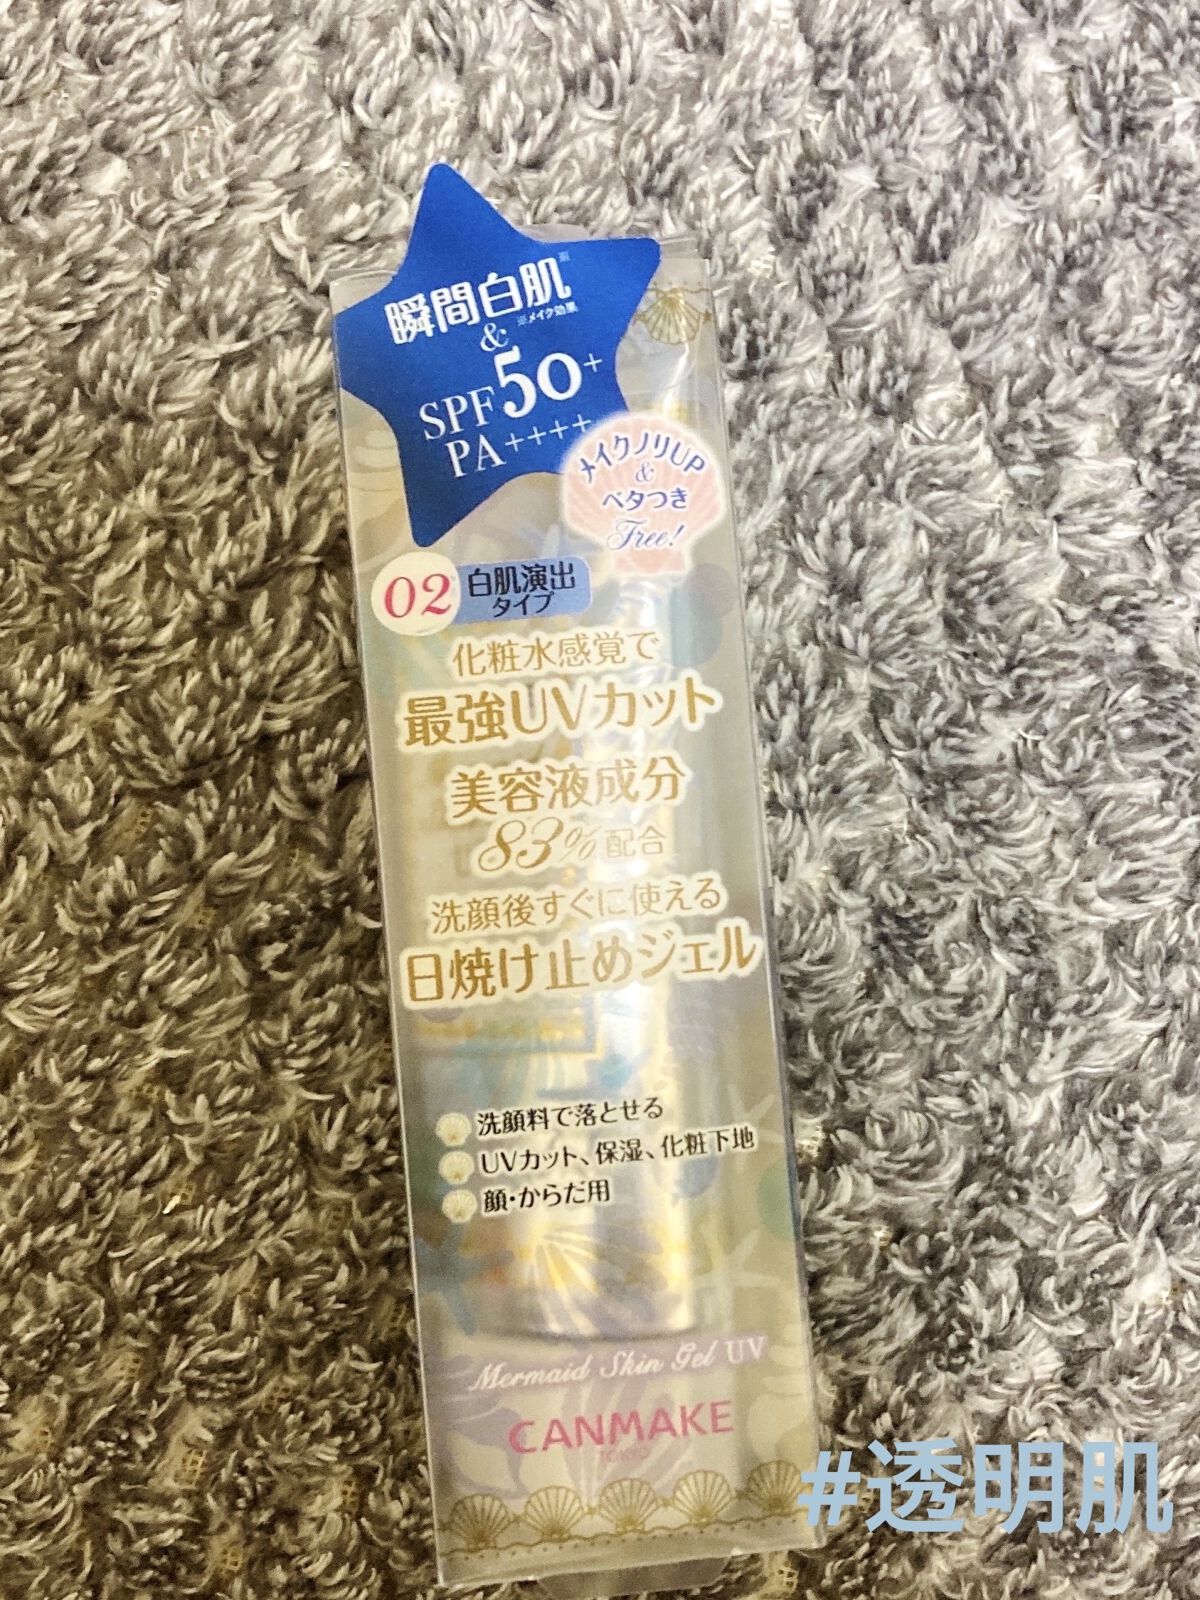 瞬間白肌※
※メイク効果
&
SPF50+
PA++++
メイクノリUP
&
ベタつき
Free!
02 白肌演出
タイプ
化粧水感覚で
最強UVカット
美容液成分
83%配合
洗顔後すぐに使える
日焼け止めジェル
洗顔料で落とせる
UVカット、保湿、化粧下地
顔・からだ用
Mermaid Skin Gel UV
CANMAKE
TOKYO
#透明肌